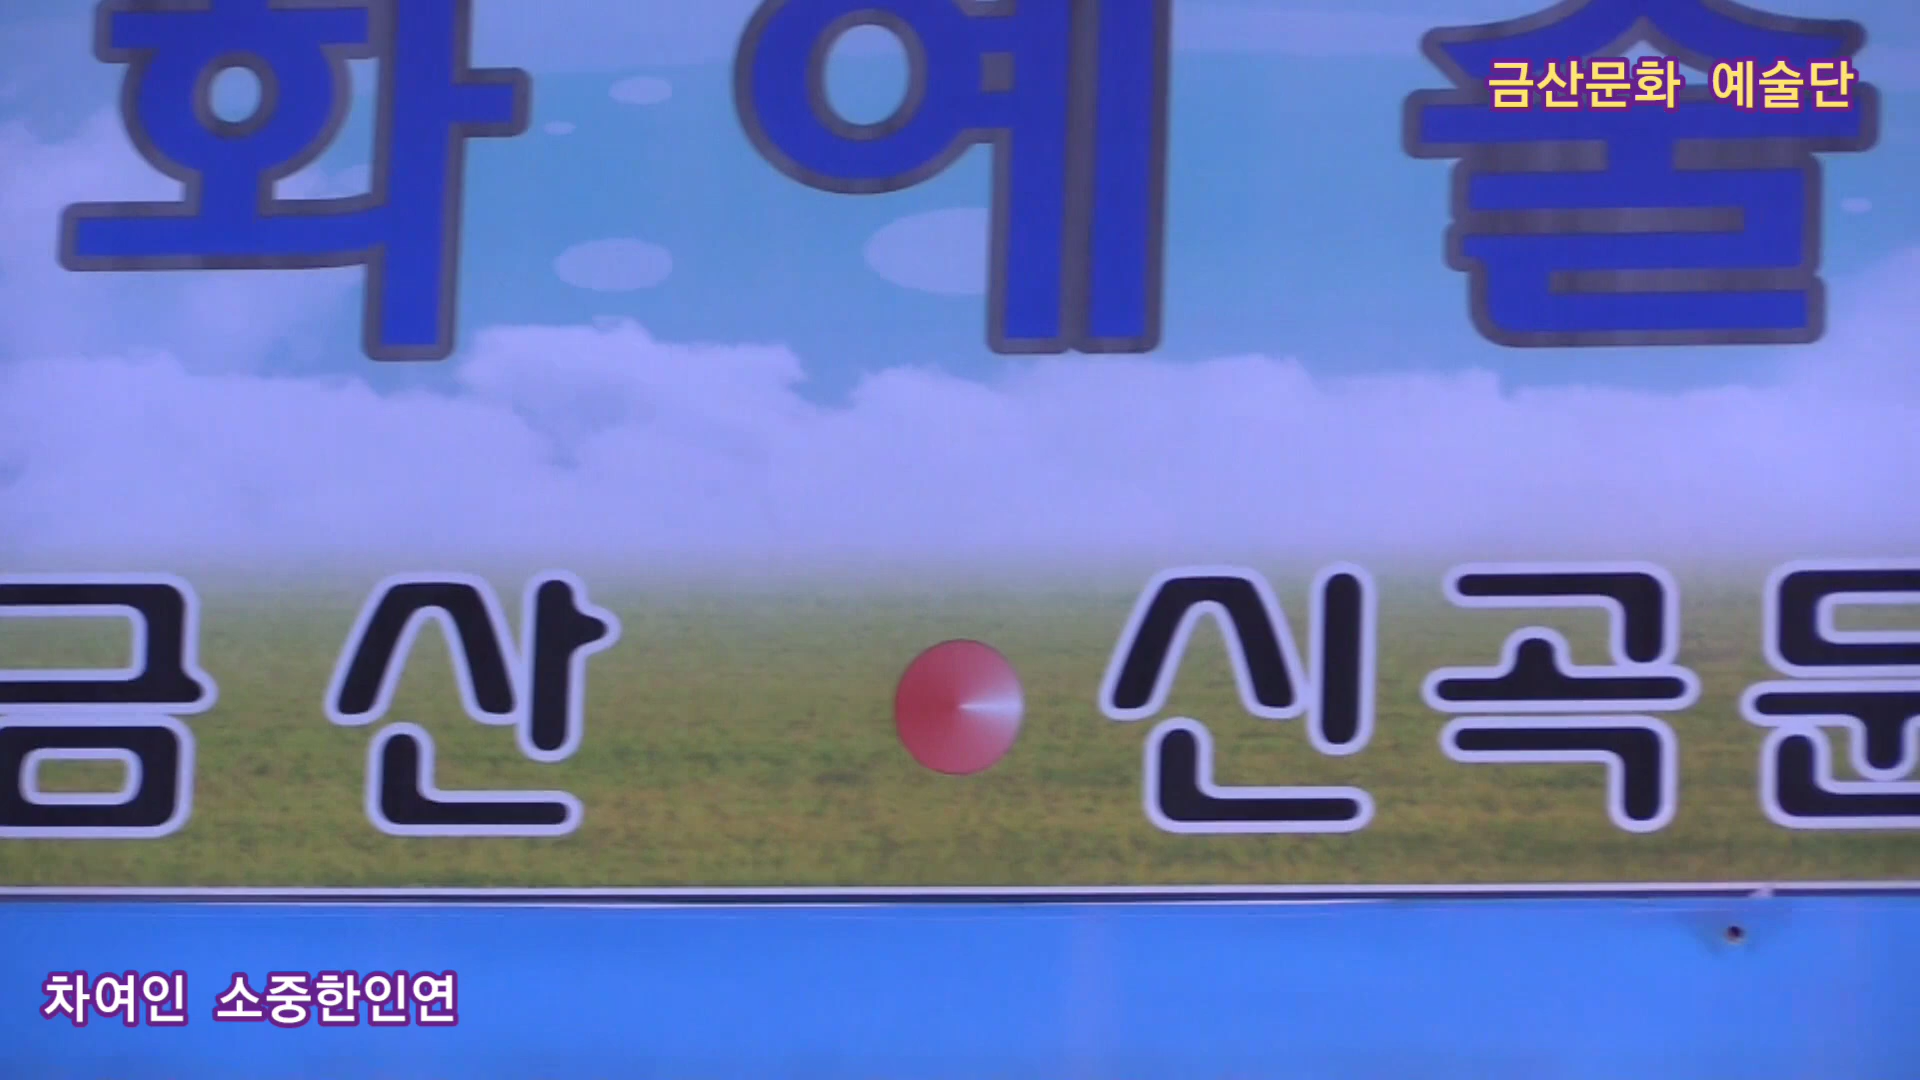 화 예 술
금산문화 예술단
금 산 ● 신곡문
차여인 소중한인연